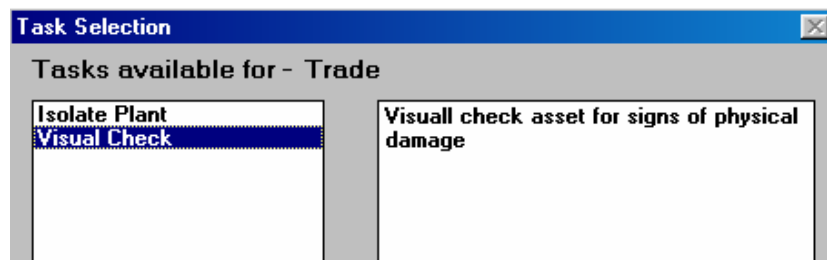 Task Selection
Tasks available for - Trade
Isolate Plant
Visual Check
Visuall check asset for signs of physical
damage